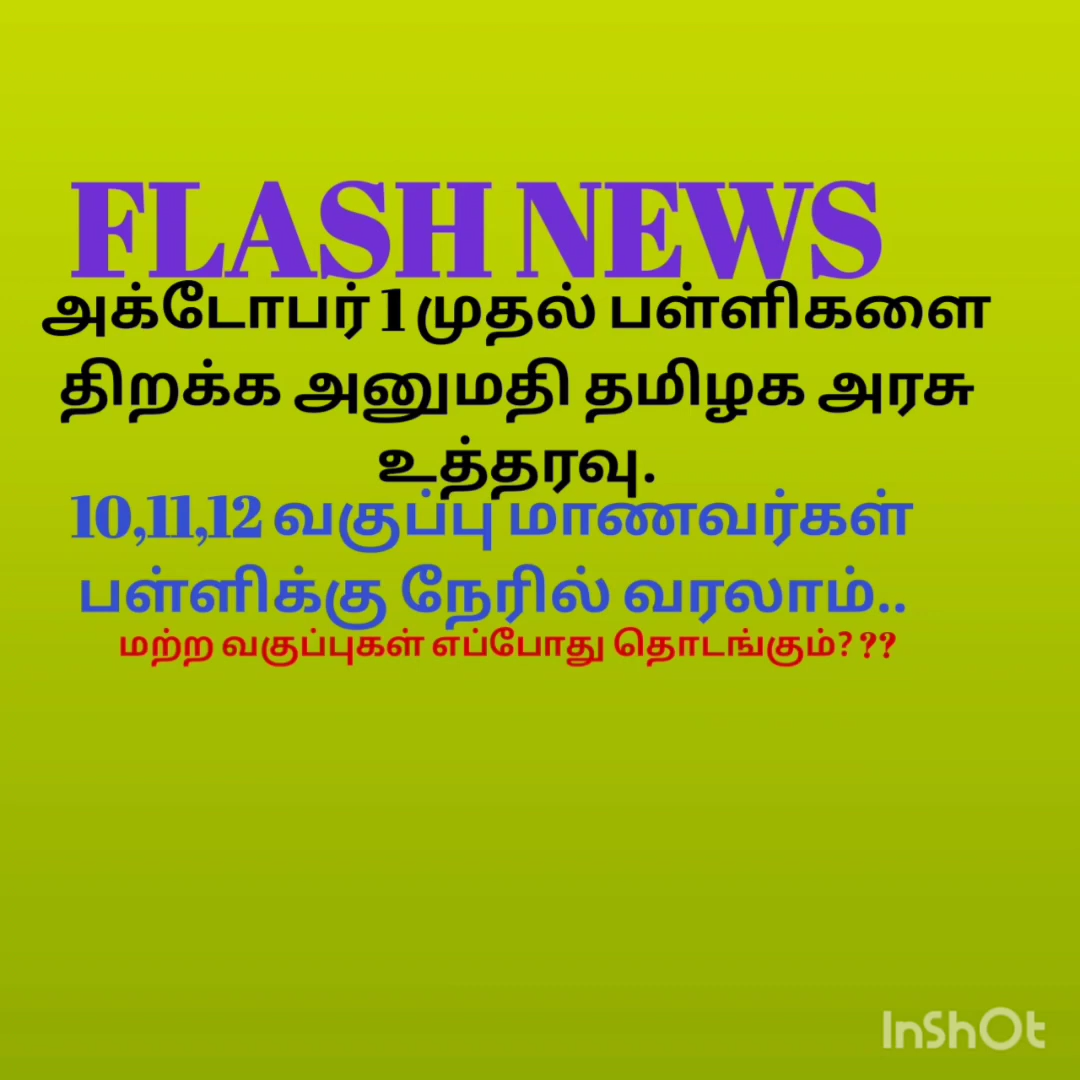 FLASH NEWS
அக்டோபர் 1 முதல் பள்ளிகளை
திறக்க அனுமதி தமிழக அரசு
உத்தரவு.
10,11,12 வகுப்பு மாணவர்கள்
பள்ளிக்கு நேரில் வரலாம்..
மற்ற வகுப்புகள் எப்போது தொடங்கும்? ??
InShOt